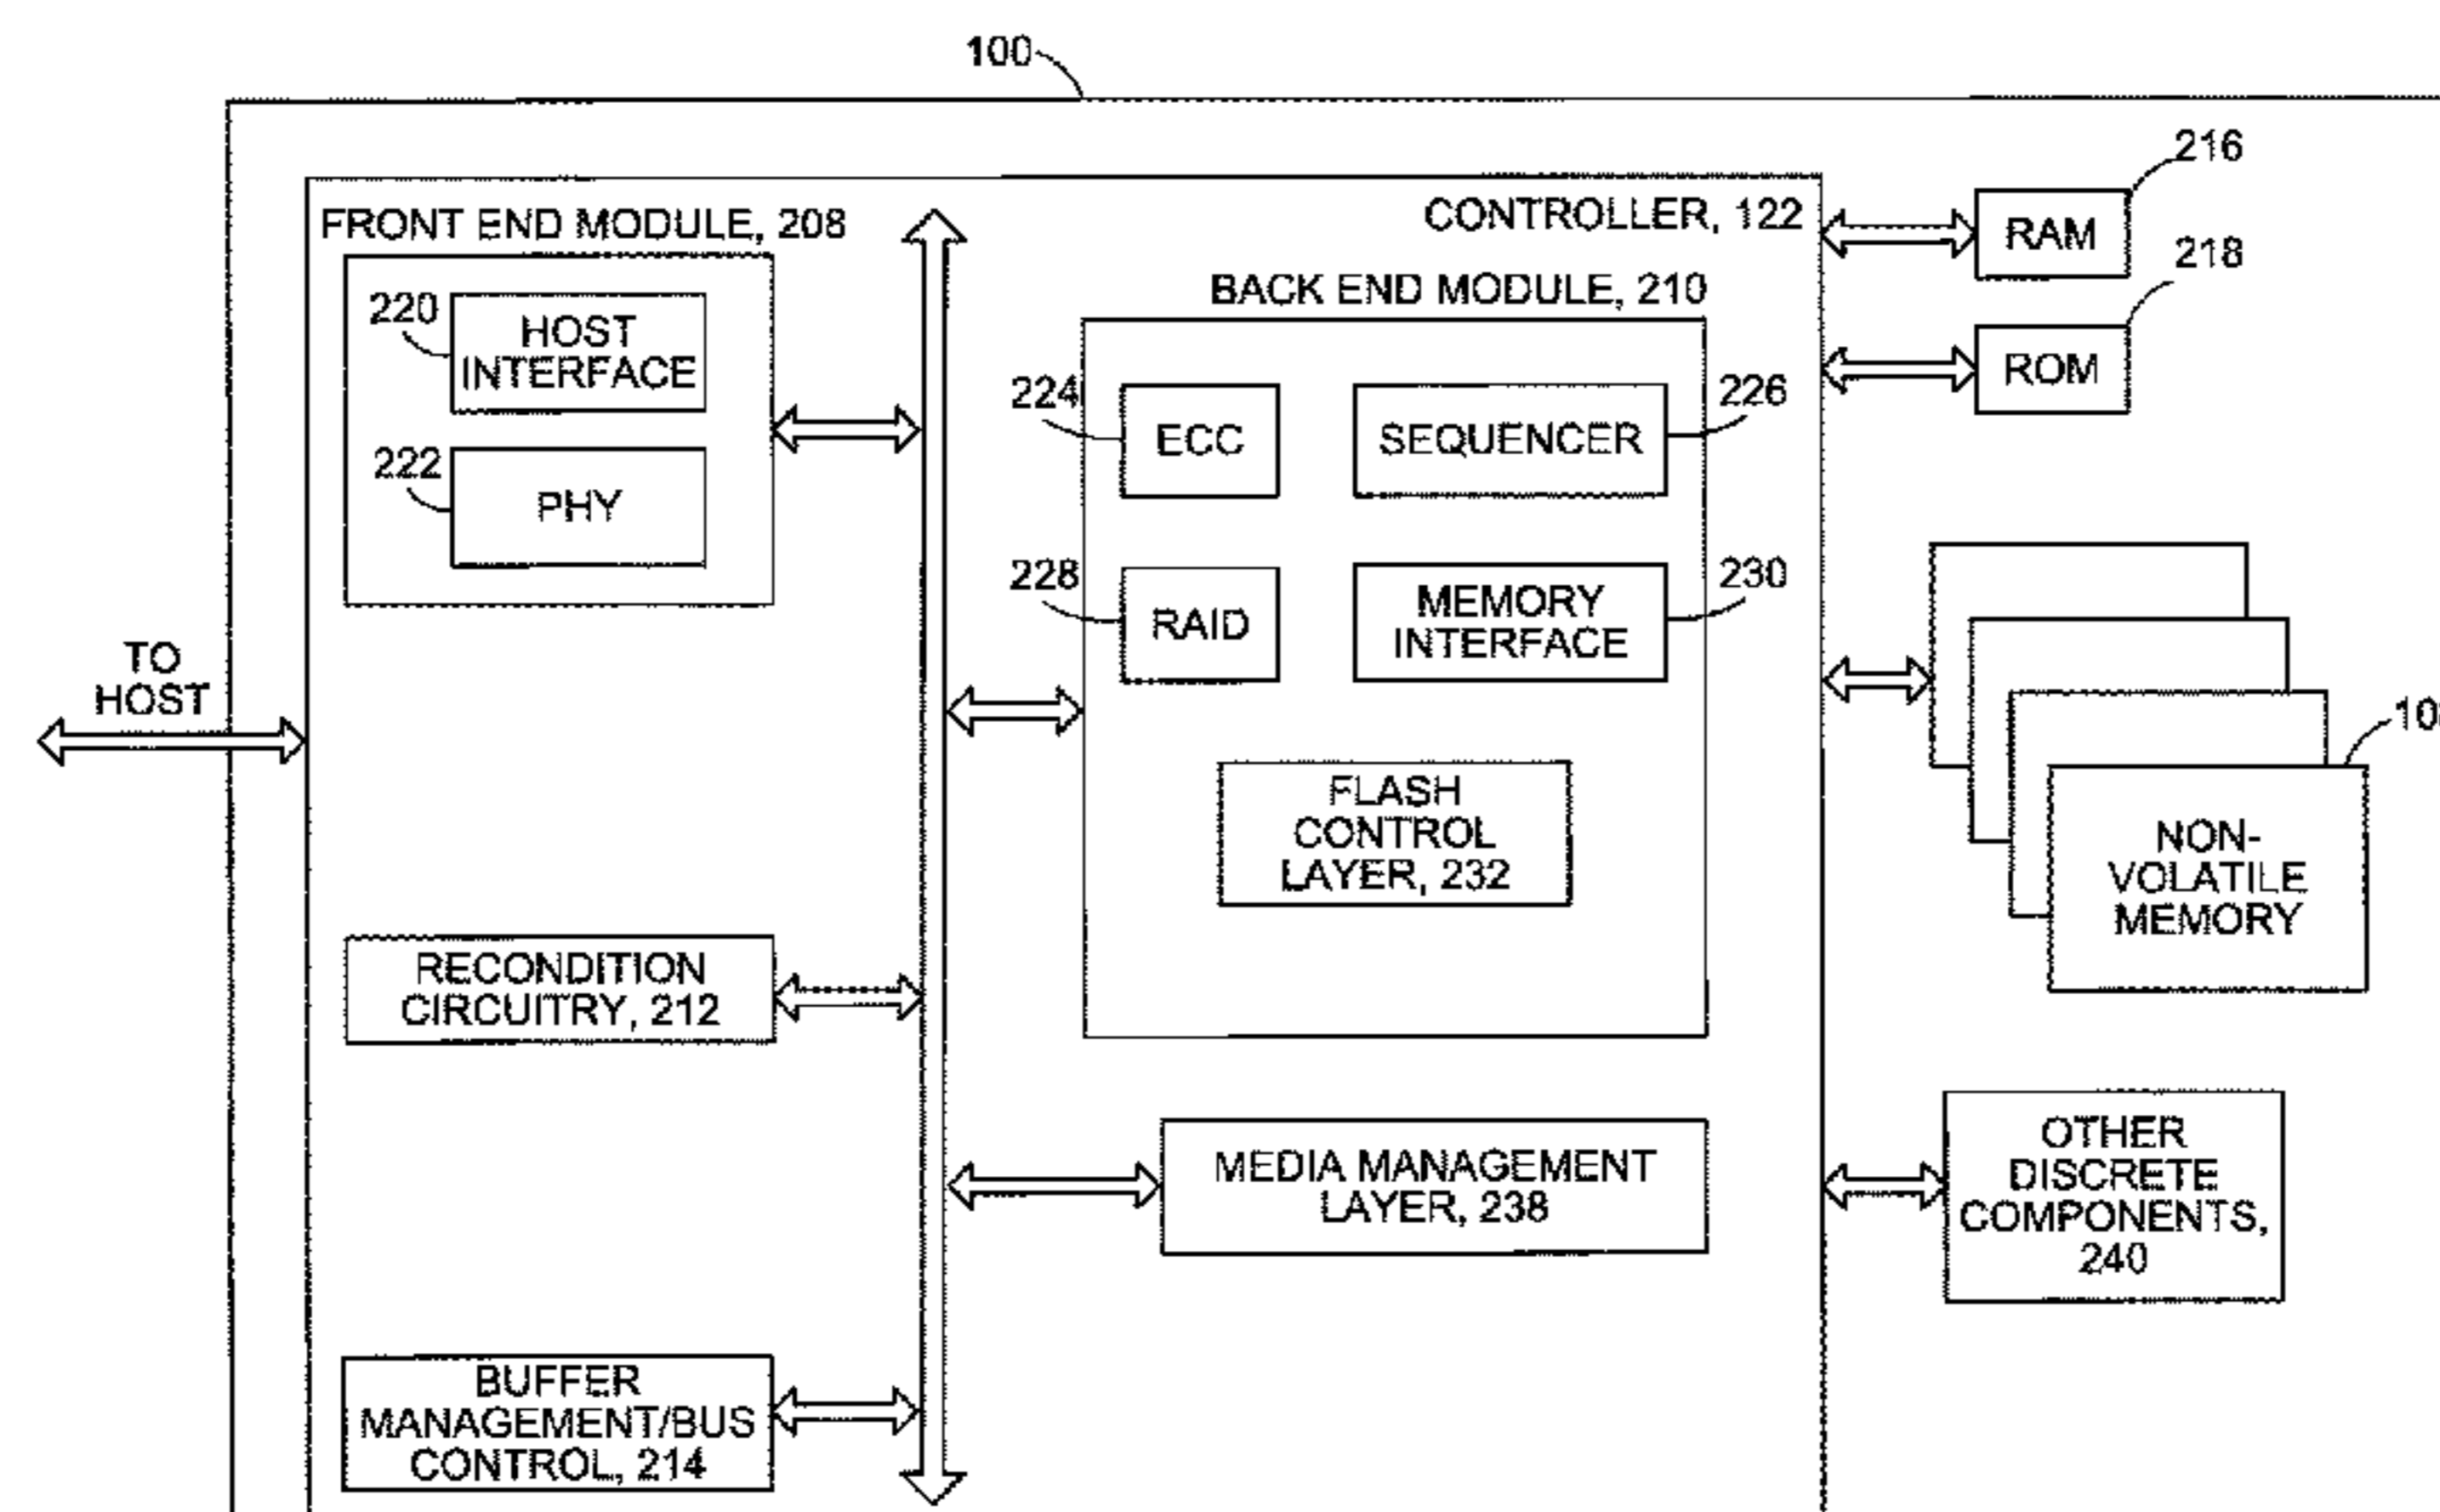 100
216
FRONT END MODULE, 208
CONTROLLER, 122
RAM
218
BACK END MODULE, 210
220
HOST
INTERFACE
ROM
224
ECC
SEQUENCER
226
222
PHY
228
RAID
MEMORY
INTERFACE
230
TO
HOST
FLASH
CONTROL
LAYER, 232
NON-
VOLATILE
MEMORY
RECONDITION
CIRCUITRY, 212
MEDIA MANAGEMENT
LAYER, 238
OTHER
DISCRETE
COMPONENTS,
240
BUFFER
MANAGEMENT/BUS
CONTROL, 214